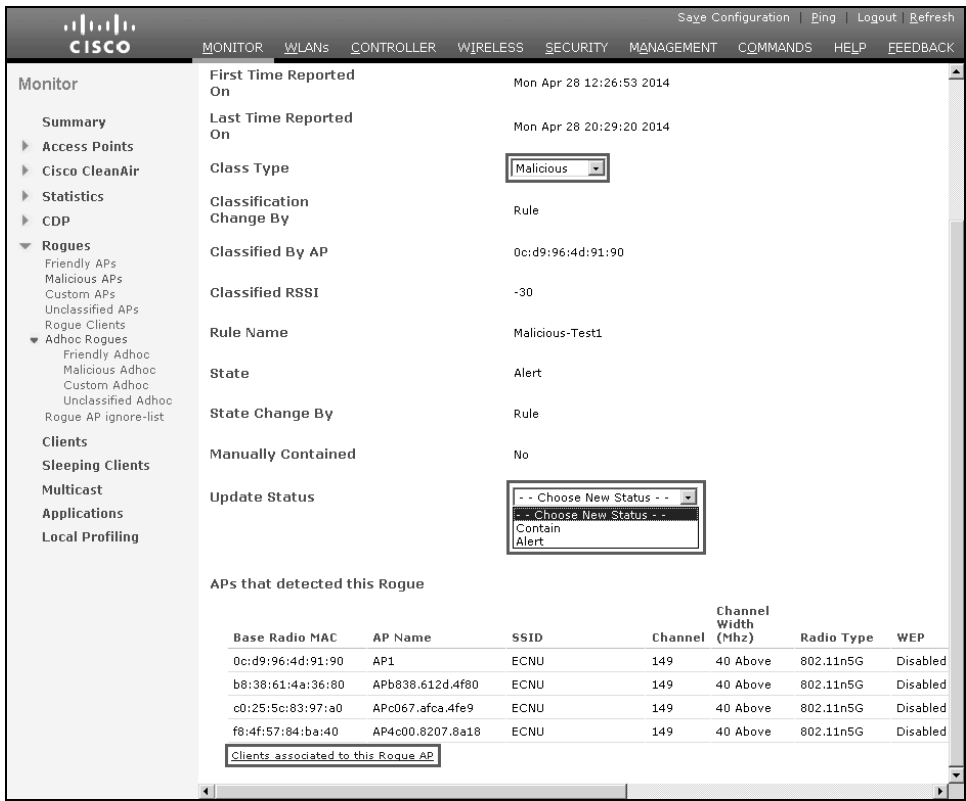 Save Configuration | Ping | Logout | Refresh
CISCO
MONITOR WLANs CONTROLLER WIRELESS SECURITY MANAGEMENT COMMANDS HELP FEEDBACK
Monitor
Summary
Access Points
Cisco CleanAir
Statistics
CDP
Rogues
Friendly APs
Malicious APs
Custom APs
Unclassified APs
Rogue Clients
Adhoc Rogues
Friendly Adhoc
Malicious Adhoc
Custom Adhoc
Unclassified Adhoc
Rogue AP ignore-list
Clients
Sleeping Clients
Multicast
Applications
Local Profiling
First Time Reported
On
Mon Apr 28 12:26:53 2014
Last Time Reported
On
Mon Apr 28 20:29:20 2014
Class Type
Malicious
Classification
Change By
Rule
Classified By AP
0c:d9:96:4d:91:90
Classified RSSI
-30
Rule Name
Malicious-Test1
State
Alert
State Change By
Rule
Manually Contained
No
Update Status
- - Choose New Status - -
- - Choose New Status - -
Contain
Alert
APs that detected this Rogue
Base Radio MAC AP Name SSID Channel Channel Width (Mhz) Radio Type WEP
0c:d9:96:4d:91:90 AP1 ECNU 149 40 Above 802.11n5G Disabled
b8:38:61:4a:36:80 APb838.612d.4f80 ECNU 149 40 Above 802.11n5G Disabled
c0:25:5c:83:97:a0 APc067.afca.4fe9 ECNU 149 40 Above 802.11n5G Disabled
f8:4f:57:84:ba:40 AP4c00.8207.8a18 ECNU 149 40 Above 802.11n5G Disabled
Clients associated to this Rogue AP